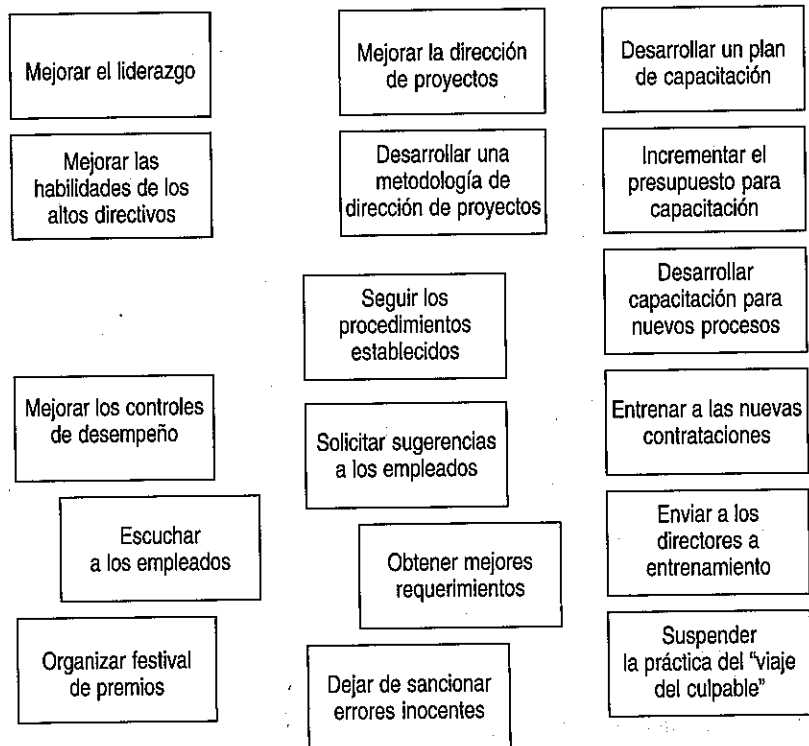 Mejorar el liderazgo
Mejorar la dirección
de proyectos
Desarrollar un plan
de capacitación
Mejorar las
habilidades de los
altos directivos
Desarrollar una
metodología de
dirección de proyectos
Incrementar el
presupuesto para
capacitación
Seguir los
procedimientos
establecidos
Desarrollar
capacitación para
nuevos procesos
Mejorar los controles
de desempeño
Solicitar sugerencias
a los empleados
Entrenar a las nuevas
contrataciones
Escuchar
a los empleados
Obtener mejores
requerimientos
Enviar a los
directores a
entrenamiento
Organizar festival
de premios
Dejar de sancionar
errores inocentes
Suspender
la práctica del “viaje
del culpable”